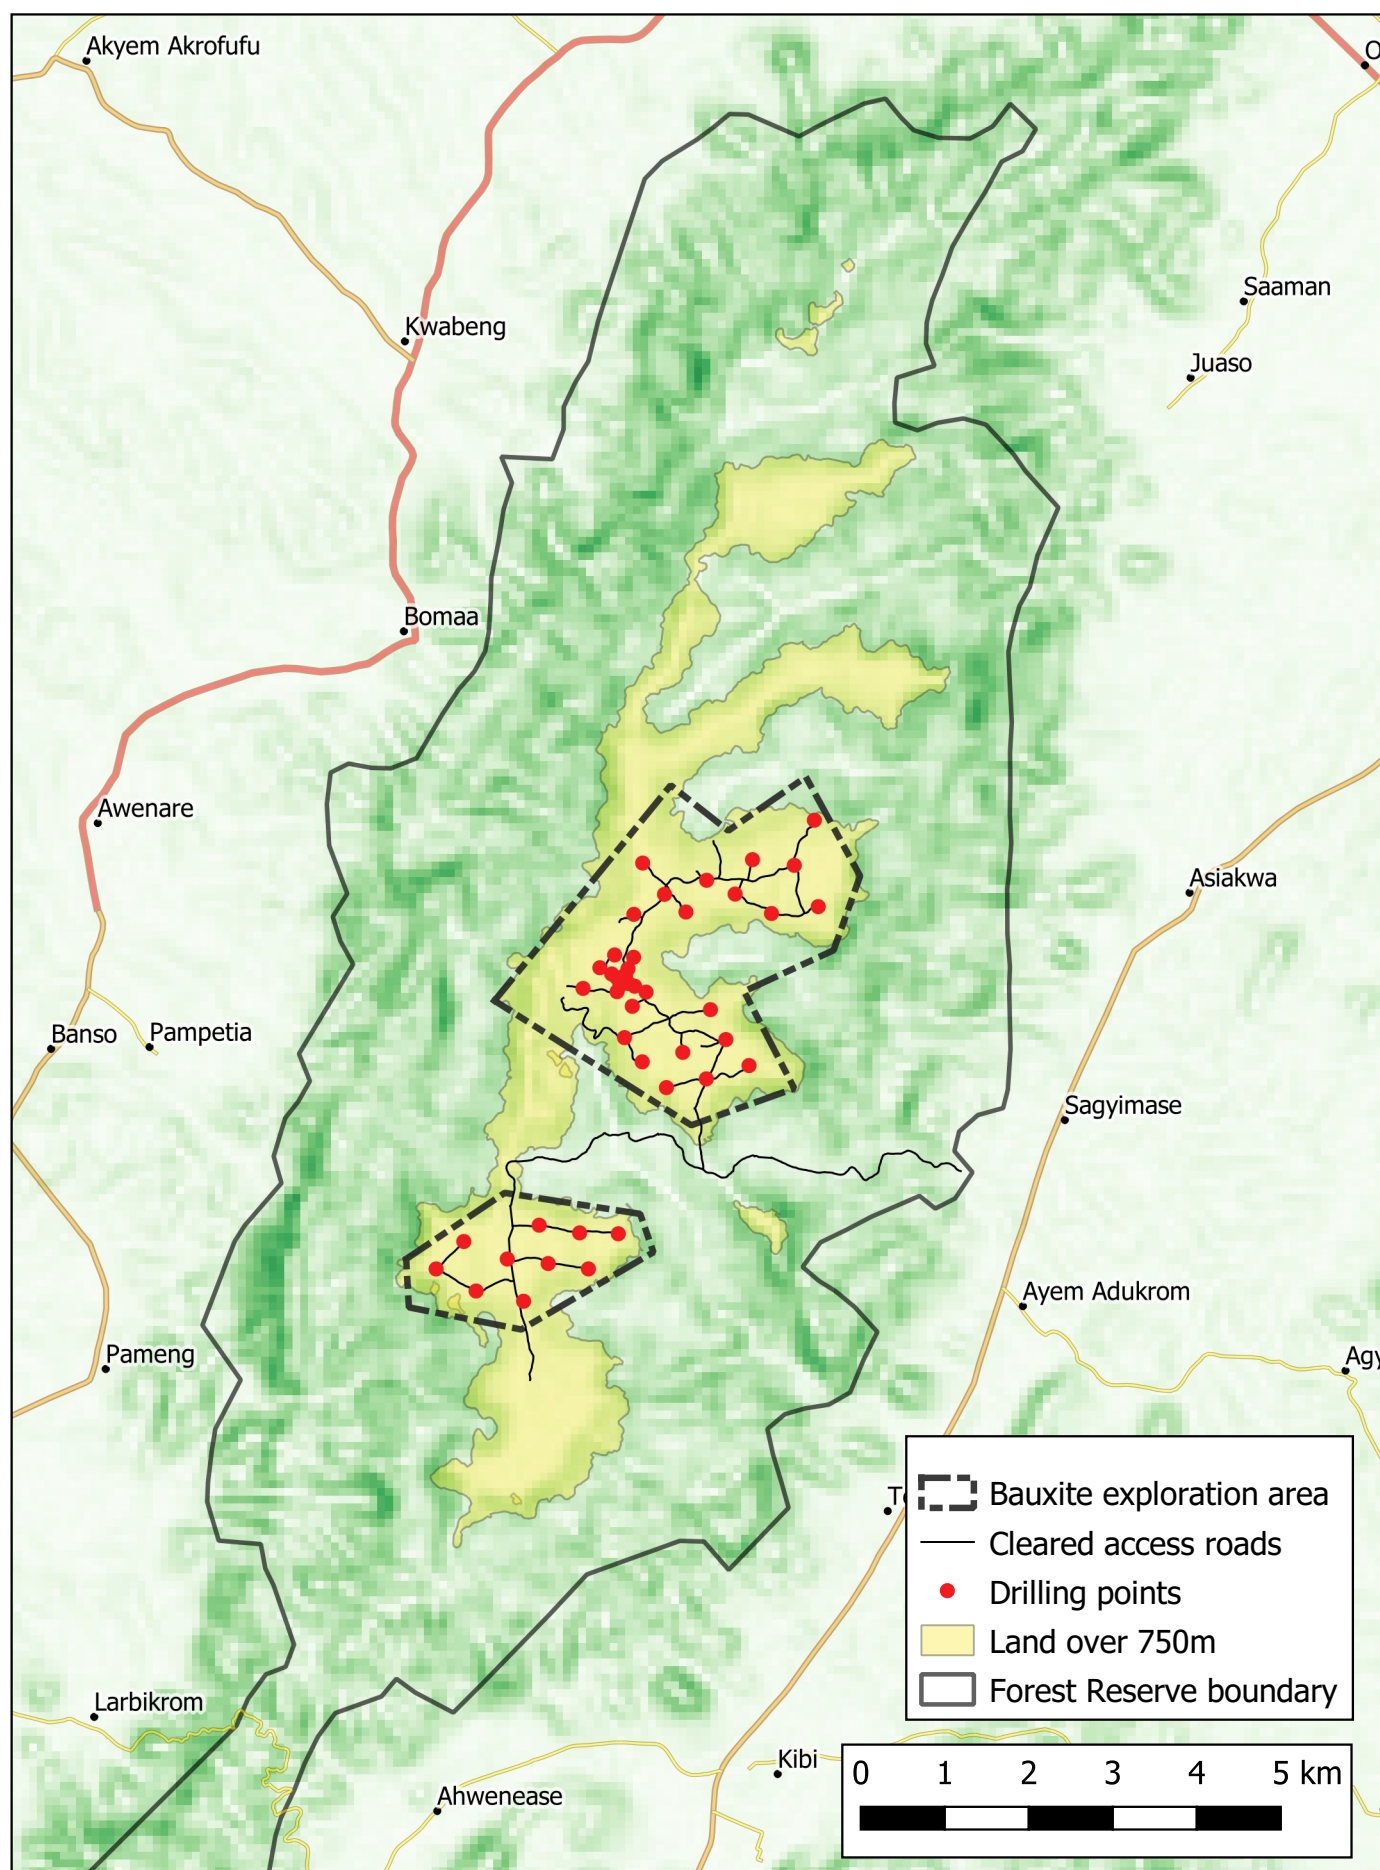 Akyem Akrofufu
Kwabeng
Saaman
Juaso
Bomaa
Awenare
Asiakwa
Banso
Pampetia
Sagyimase
Ayem Adukrom
Pameng
Bauxite exploration area
Cleared access roads
Drilling points
Land over 750m
Forest Reserve boundary
Larbikrom
Kibi
Ahwenease
0 1 2 3 4 5 km